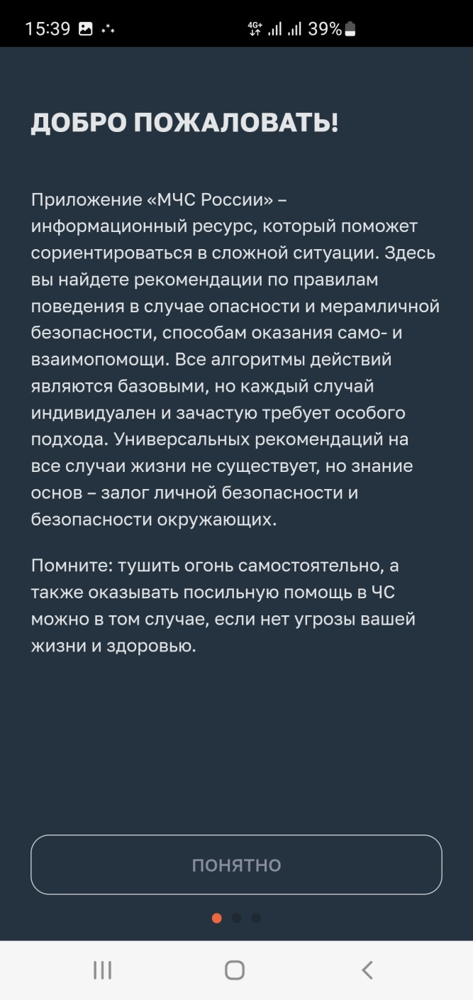 15:39 4G+ 39%
ДОБРО ПОЖАЛОВАТЬ!
Приложение «МЧС России» –
информационный ресурс, который поможет
сориентироваться в сложной ситуации. Здесь
вы найдете рекомендации по правилам
поведения в случае опасности и мерамличной
безопасности, способам оказания само- и
взаимопомощи. Все алгоритмы действий
являются базовыми, но каждый случай
индивидуален и зачастую требует особого
подхода. Универсальных рекомендаций на
все случаи жизни не существует, но знание
основ – залог личной безопасности и
безопасности окружающих.
Помните: тушить огонь самостоятельно, а
также оказывать посильную помощь в ЧС
можно в том случае, если нет угрозы вашей
жизни и здоровью.
ПОНЯТНО